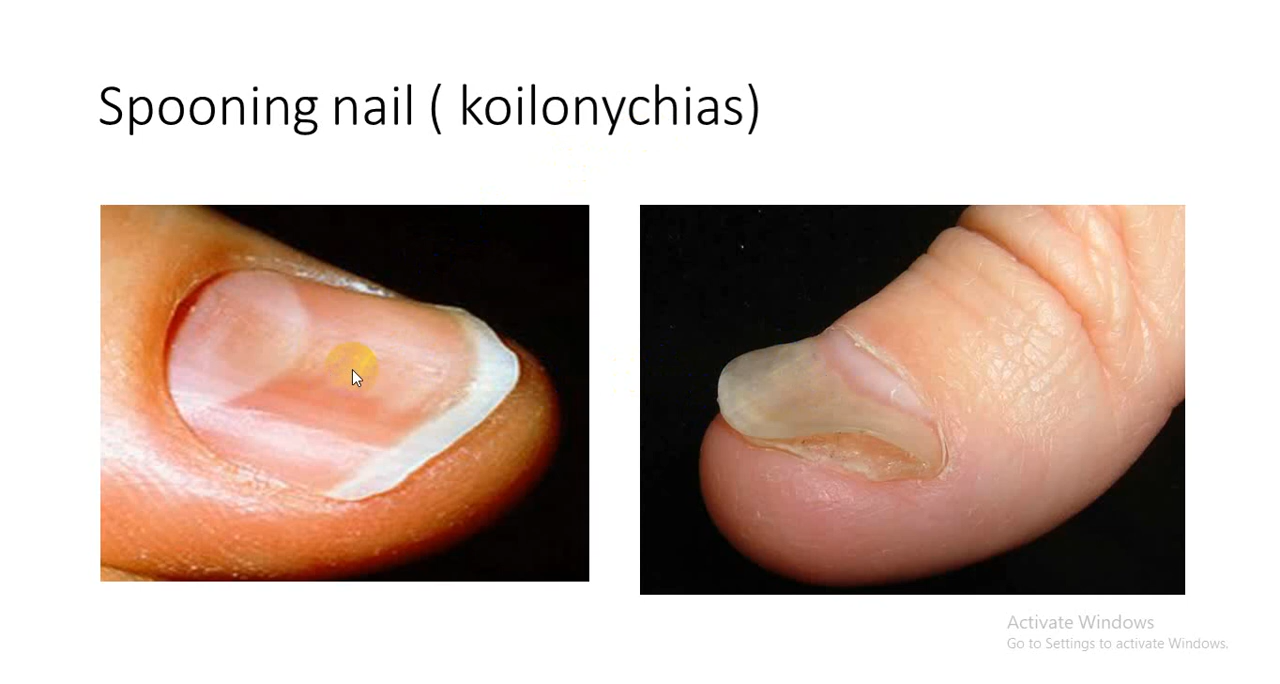 Spooning nail ( koilonychias)
Activate Windows
Go to Settings to activate Windows.